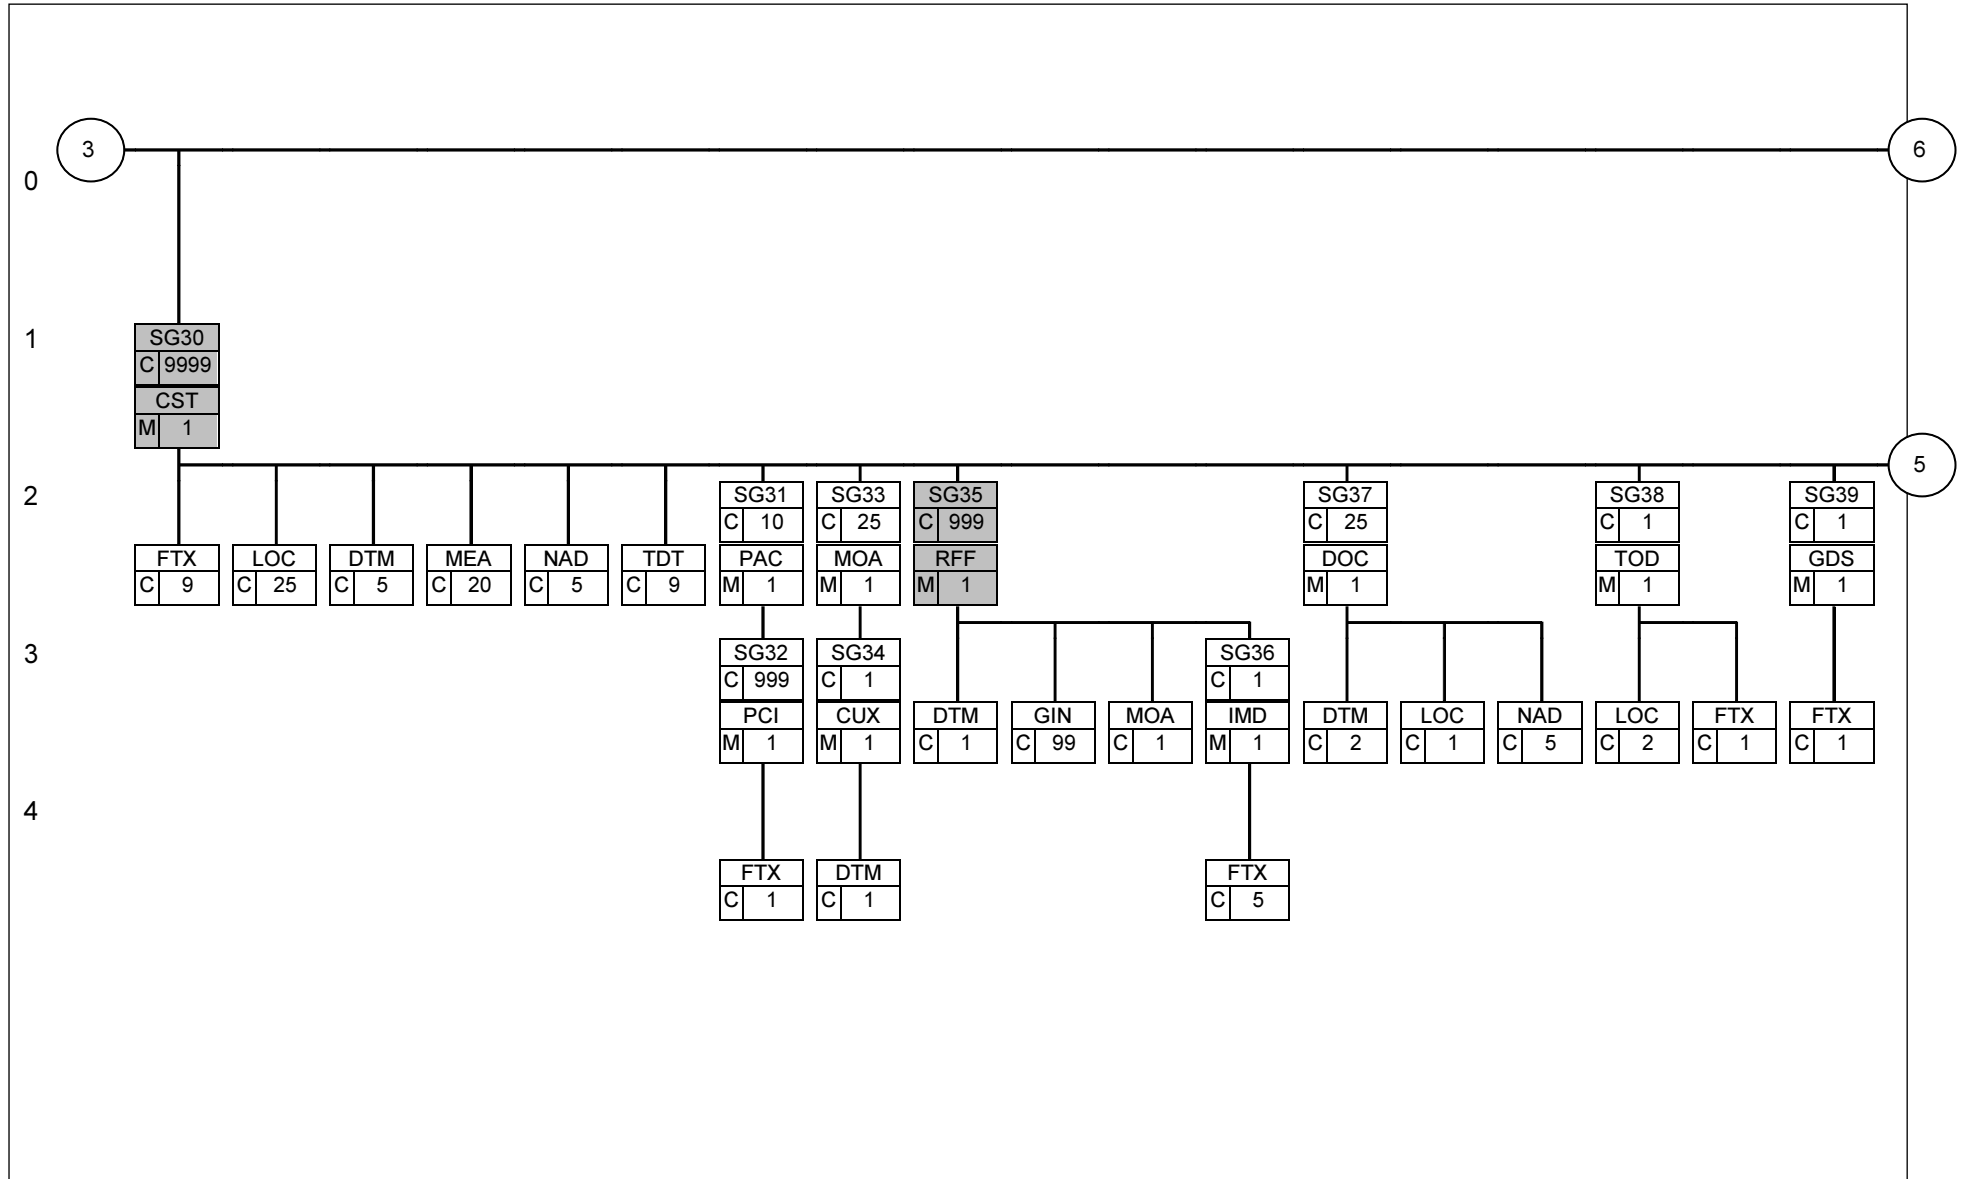 3
6
0
1
SG30
C 9999
CST
M 1
5
2
SG31 SG33 SG35 SG37 SG38 SG39
C 10 C 25 C 999 C 25 C 1 C 1
FTX LOC DTM MEA NAD TDT PAC MOA RFF DOC TOD GDS
C 9 C 25 C 5 C 20 C 5 C 9 M 1 M 1 M 1 M 1 M 1 M 1
3
SG32 SG34 SG36
C 999 C 1 C 1
PCI CUX DTM GIN MOA IMD DTM LOC NAD LOC FTX FTX
M 1 M 1 C 1 C 99 C 1 M 1 C 2 C 1 C 5 C 2 C 1 C 1
4
FTX DTM FTX
C 1 C 1 C 5